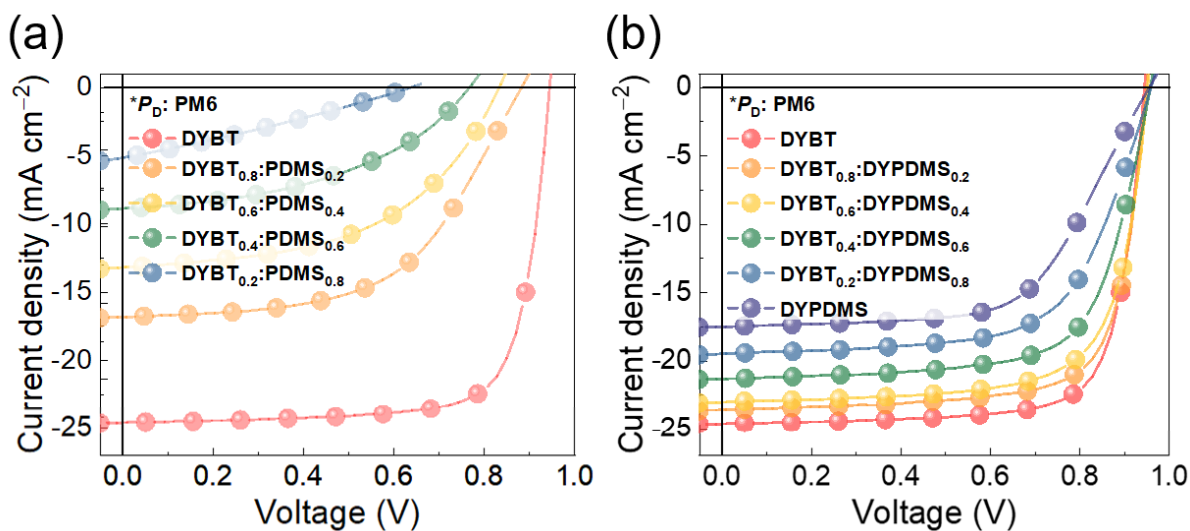 (a)
Current density (mA cm⁻²)
0
-5
-10
-15
-20
-25
*P_D: PM6
DYBT
DYBT₀.₈:PDMS₀.₂
DYBT₀.₆:PDMS₀.₄
DYBT₀.₄:PDMS₀.₆
DYBT₀.₂:PDMS₀.₈
0.0 0.2 0.4 0.6 0.8 1.0
Voltage (V)
(b)
Current density (mA cm⁻²)
0
-5
-10
-15
-20
-25
*P_D: PM6
DYBT
DYBT₀.₈:DYPDMS₀.₂
DYBT₀.₆:DYPDMS₀.₄
DYBT₀.₄:DYPDMS₀.₆
DYBT₀.₂:DYPDMS₀.₈
DYPDMS
0.0 0.2 0.4 0.6 0.8 1.0
Voltage (V)